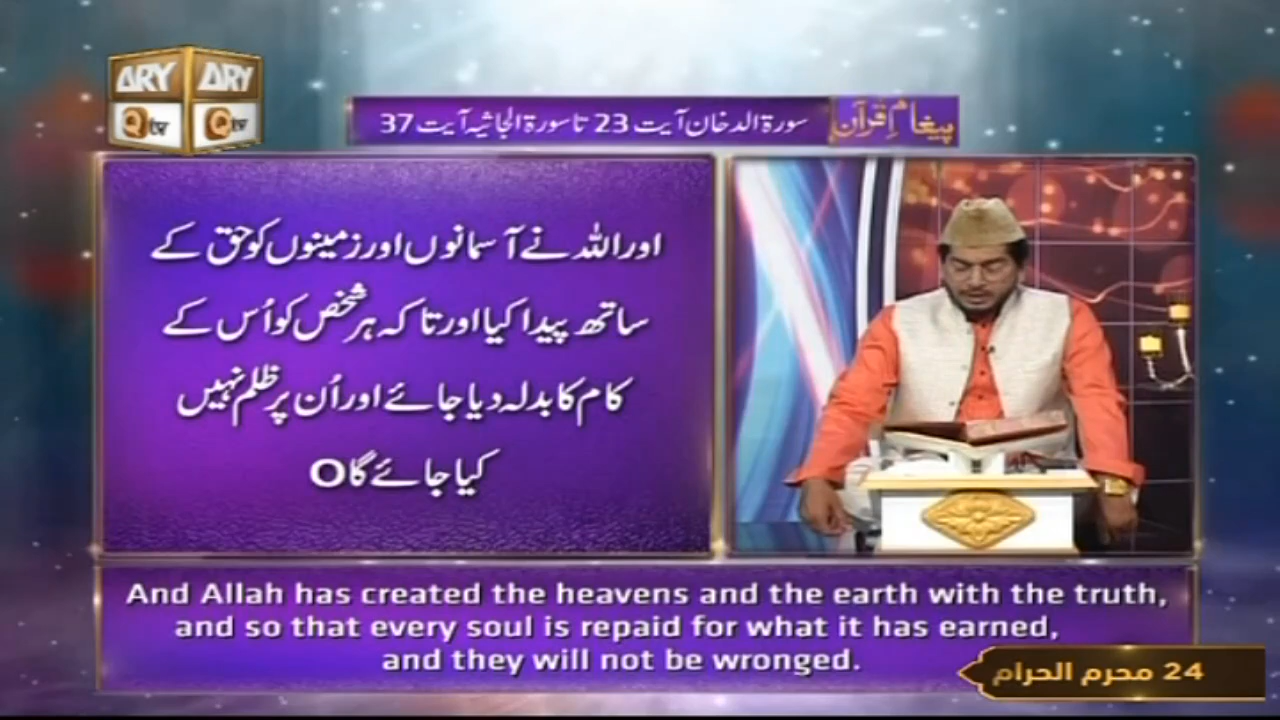 ARY ARY
Qtv Qtv
پیغامِ قرآن
سورۃ الدخان آیت 23 تا سورۃ الجاثیہ آیت 37
اور اللہ نے آسمانوں اور زمینوں کو حق کے
ساتھ پیدا کیا اور تاکہ ہر شخص کو اُس کے
کام کا بدلہ دیا جائے اور اُن پر ظلم نہیں
کیا جائے گا O
And Allah has created the heavens and the earth with the truth,
and so that every soul is repaid for what it has earned,
and they will not be wronged.
24 محرم الحرام